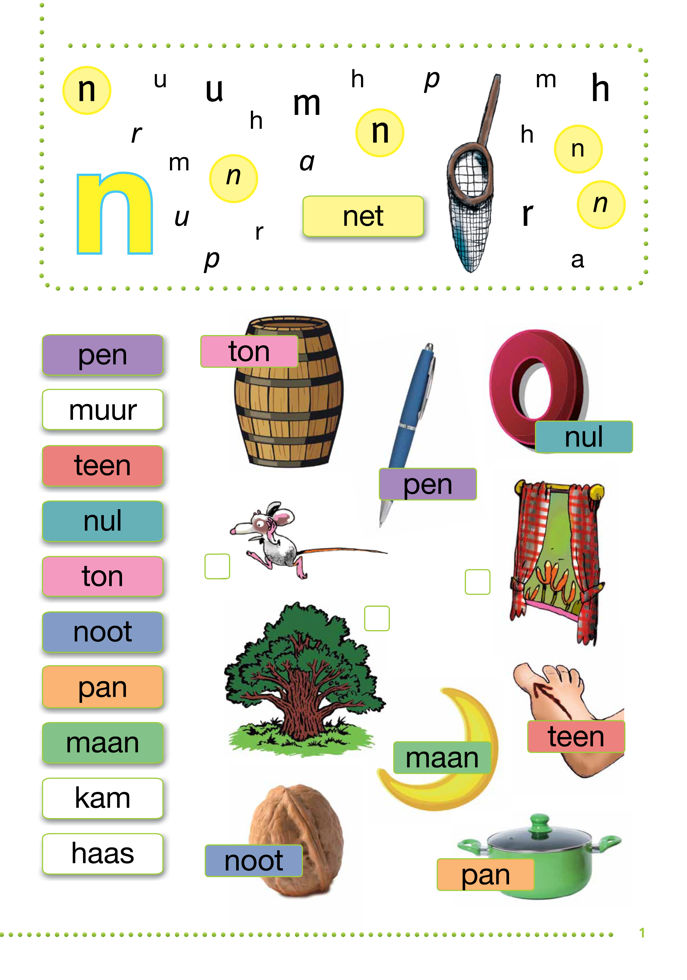 n u u m h p m h
r h n h n
m n a n
n u r net r
p a
pen
muur
teen
nul
ton
noot
pan
maan
kam
haas
ton
nul
pen
maan
teen
noot
pan
1